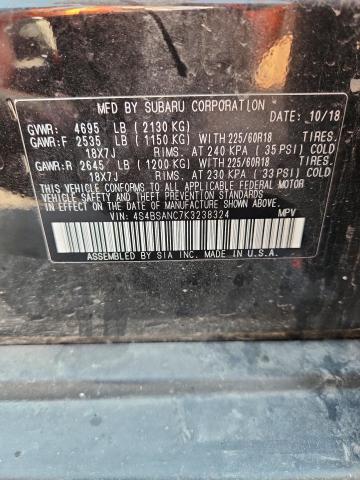 MFD BY SUBARU CORPORATION DATE: 10/18
GVWR: 4695 LB (2130 KG)
GAWR:F 2535 LB (1150 KG) WITH 225/60R18 TIRES.
18X7J RIMS. AT 240 KPA (35 PSI) COLD
GAWR:R 2645 LB (1200 KG) WITH 225/60R18 TIRES.
18X7J RIMS. AT 230 KPA (33 PSI) COLD
THIS VEHICLE CONFORMS TO ALL APPLICABLE FEDERAL MOTOR
VEHICLE SAFETY AND THEFT PREVENTION STANDARDS
IN EFFECT ON THE DATE OF MANUFACTURE SHOWN ABOVE.
VIN: 4S4BSANC7K3238324 MPV
ASSEMBLED BY SIA INC. MADE IN U.S.A.